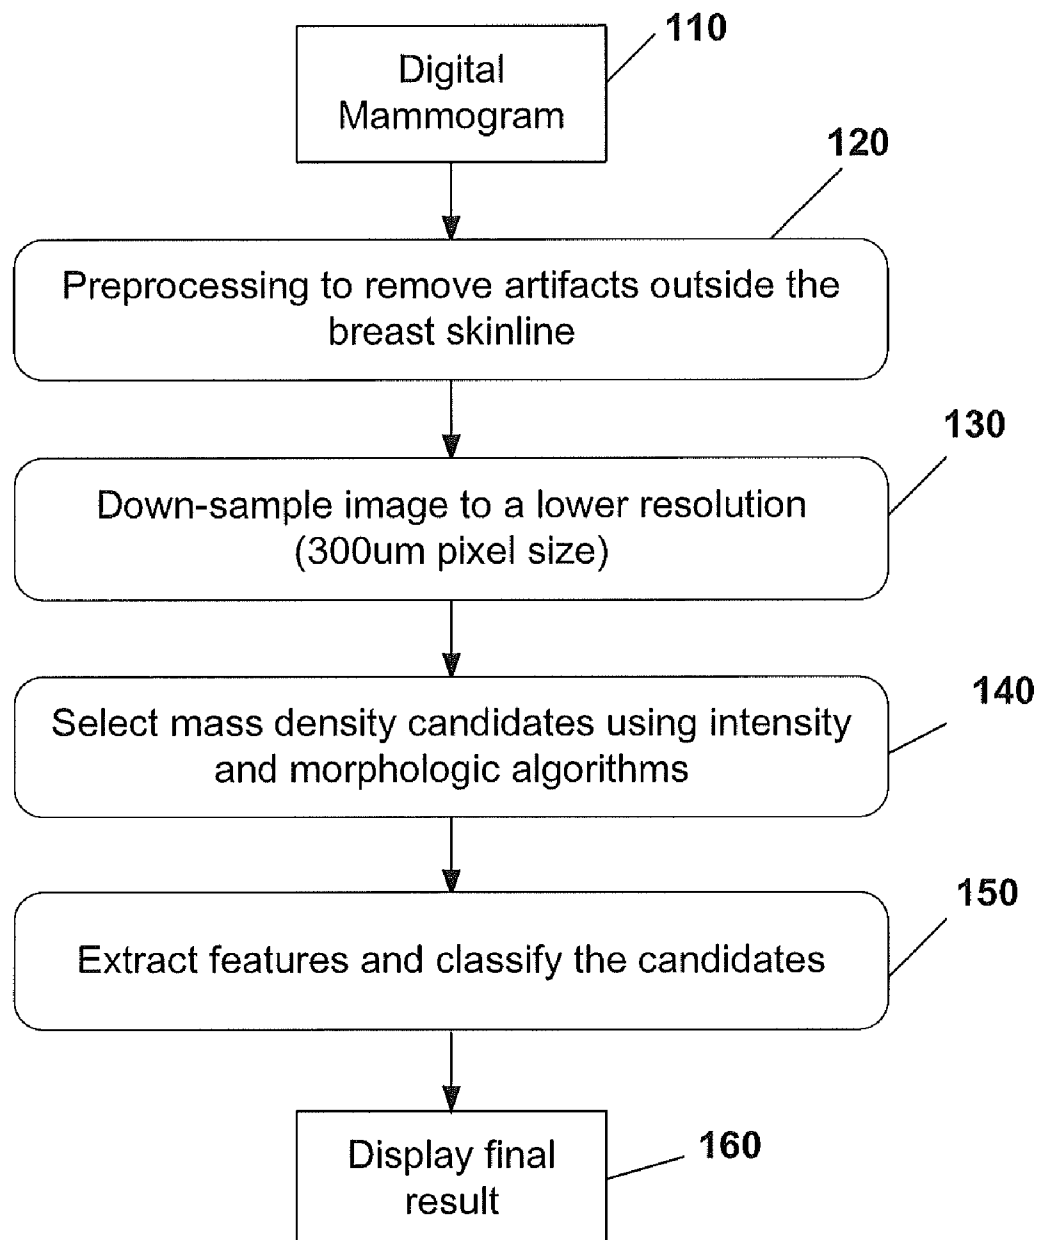 110
Digital
Mammogram
120
Preprocessing to remove artifacts outside the
breast skinline
130
Down-sample image to a lower resolution
(300um pixel size)
140
Select mass density candidates using intensity
and morphologic algorithms
150
Extract features and classify the candidates
160
Display final
result